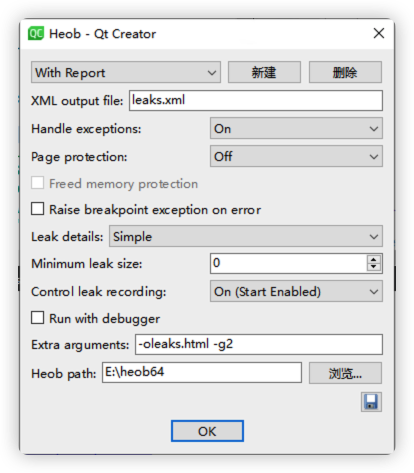 QC Heob - Qt Creator
With Report 新建 删除
XML output file: leaks.xml
Handle exceptions: On
Page protection: Off
Freed memory protection
Raise breakpoint exception on error
Leak details: Simple
Minimum leak size: 0
Control leak recording: On (Start Enabled)
Run with debugger
Extra arguments: -oleaks.html -g2
Heob path: E:\heob64 浏览...
OK